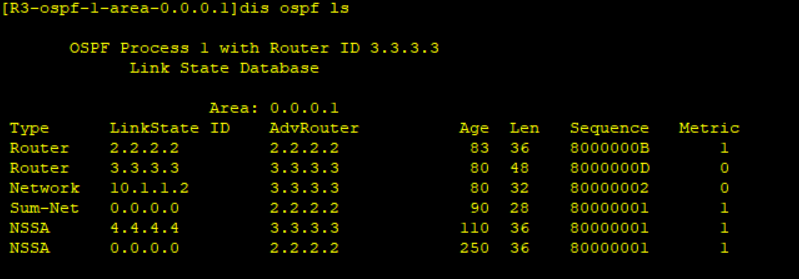 [R3-ospf-1-area-0.0.0.1]dis ospf ls
OSPF Process 1 with Router ID 3.3.3.3
Link State Database
Area: 0.0.0.1
Type LinkState ID AdvRouter Age Len Sequence Metric
Router 2.2.2.2 2.2.2.2 83 36 8000000B 1
Router 3.3.3.3 3.3.3.3 80 48 8000000D 0
Network 10.1.1.2 3.3.3.3 80 32 80000002 0
Sum-Net 0.0.0.0 2.2.2.2 90 28 80000001 1
NSSA 4.4.4.4 3.3.3.3 110 36 80000001 1
NSSA 0.0.0.0 2.2.2.2 250 36 80000001 1